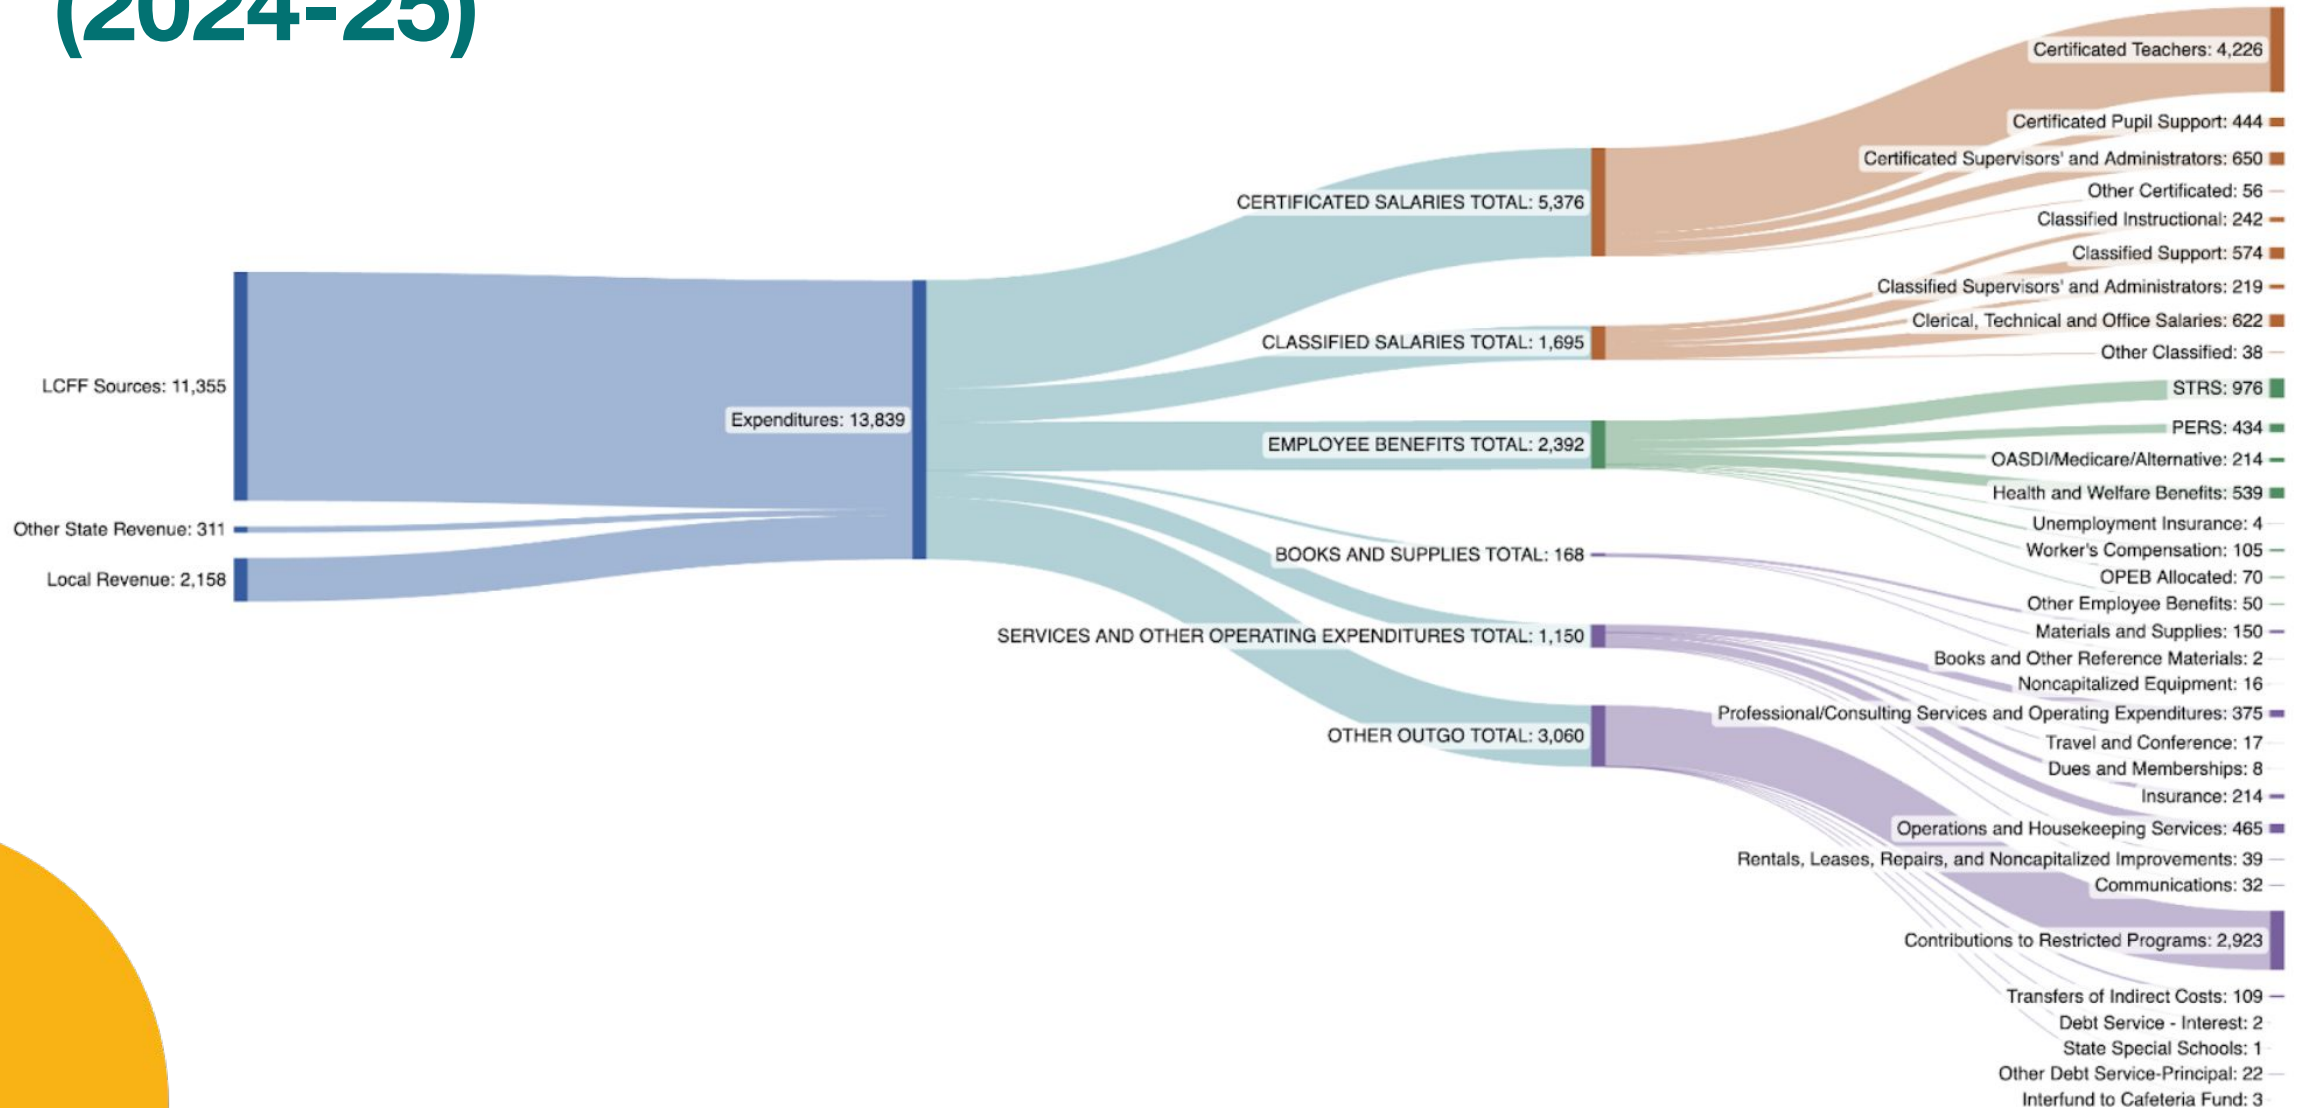 (2024-25)
LCFF Sources: 11,355
Other State Revenue: 311
Local Revenue: 2,158
Expenditures: 13,839
CERTIFICATED SALARIES TOTAL: 5,376
CLASSIFIED SALARIES TOTAL: 1,695
EMPLOYEE BENEFITS TOTAL: 2,392
BOOKS AND SUPPLIES TOTAL: 168
SERVICES AND OTHER OPERATING EXPENDITURES TOTAL: 1,150
OTHER OUTGO TOTAL: 3,060
Certificated Teachers: 4,226
Certificated Pupil Support: 444
Certificated Supervisors' and Administrators: 650
Other Certificated: 56
Classified Instructional: 242
Classified Support: 574
Classified Supervisors' and Administrators: 219
Clerical, Technical and Office Salaries: 622
Other Classified: 38
STRS: 976
PERS: 434
OASDI/Medicare/Alternative: 214
Health and Welfare Benefits: 539
Unemployment Insurance: 4
Worker's Compensation: 105
OPEB Allocated: 70
Other Employee Benefits: 50
Materials and Supplies: 150
Books and Other Reference Materials: 2
Noncapitalized Equipment: 16
Professional/Consulting Services and Operating Expenditures: 375
Travel and Conference: 17
Dues and Memberships: 8
Insurance: 214
Operations and Housekeeping Services: 465
Rentals, Leases, Repairs, and Noncapitalized Improvements: 39
Communications: 32
Contributions to Restricted Programs: 2,923
Transfers of Indirect Costs: 109
Debt Service - Interest: 2
State Special Schools: 1
Other Debt Service-Principal: 22
Interfund to Cafeteria Fund: 3